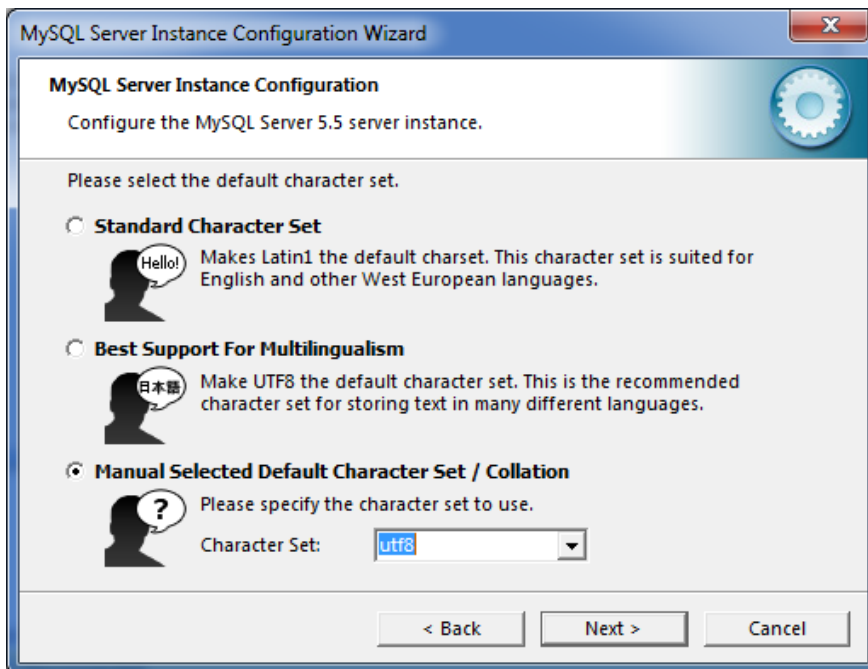 MySQL Server Instance Configuration Wizard
MySQL Server Instance Configuration
Configure the MySQL Server 5.5 server instance.
Please select the default character set.
Standard Character Set
Hello!
Makes Latin1 the default charset. This character set is suited for
English and other West European languages.
Best Support For Multilingualism
日本語
Make UTF8 the default character set. This is the recommended
character set for storing text in many different languages.
Manual Selected Default Character Set / Collation
?
Please specify the character set to use.
Character Set: utf8
< Back Next > Cancel